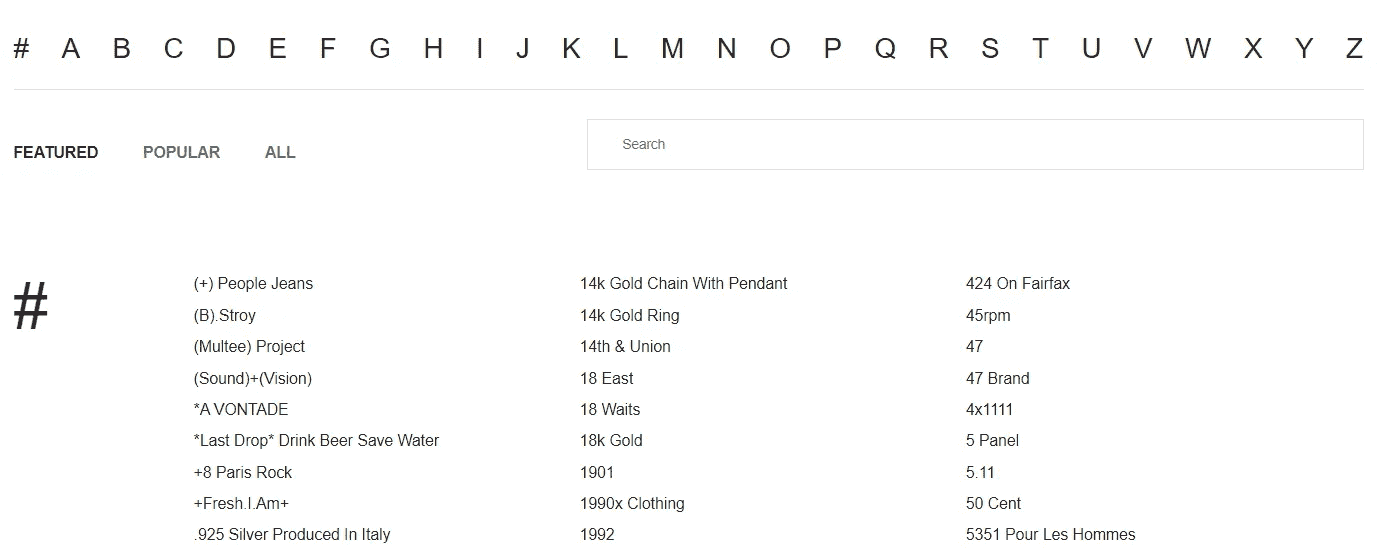 # A B C D E F G H I J K L M N O P Q R S T U V W X Y Z
FEATURED POPULAR ALL
Search
#
(+) People Jeans
(B).Stroy
(Multee) Project
(Sound)+(Vision)
*A VONTADE
*Last Drop* Drink Beer Save Water
+8 Paris Rock
+Fresh.I.Am+
.925 Silver Produced In Italy
14k Gold Chain With Pendant
14k Gold Ring
14th & Union
18 East
18 Waits
18k Gold
1901
1990x Clothing
1992
424 On Fairfax
45rpm
47
47 Brand
4x1111
5 Panel
5.11
50 Cent
5351 Pour Les Hommes